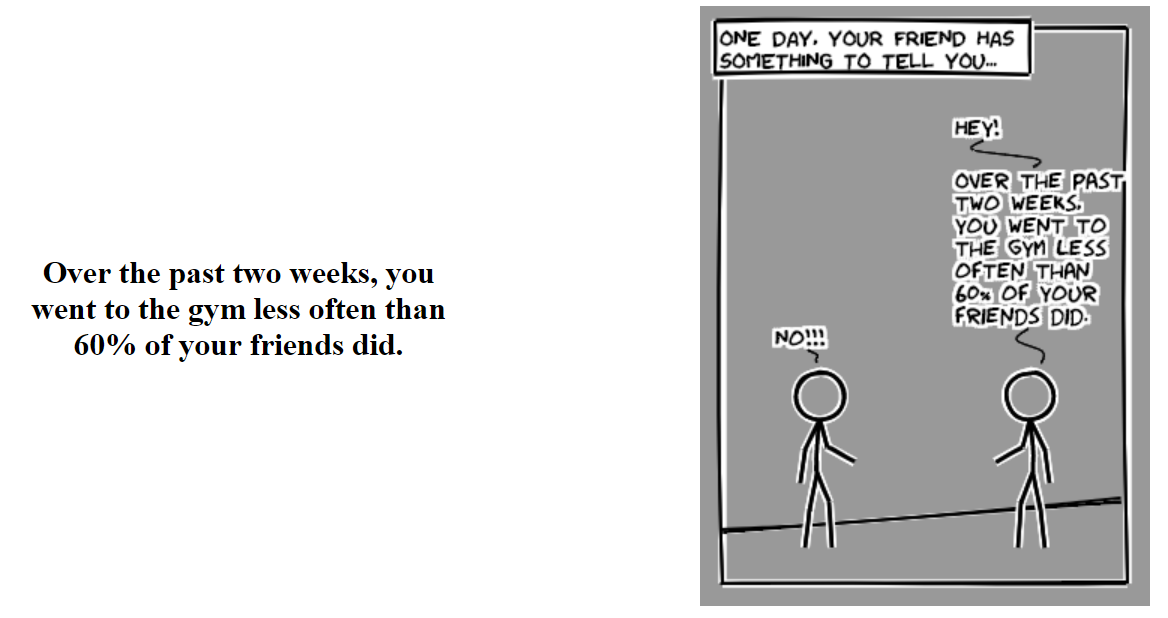 Over the past two weeks, you
went to the gym less often than
60% of your friends did.
ONE DAY, YOUR FRIEND HAS
SOMETHING TO TELL YOU...
HEY!
OVER THE PAST
TWO WEEKS,
YOU WENT TO
THE GYM LESS
OFTEN THAN
60% OF YOUR
FRIENDS DID.
NO!!!